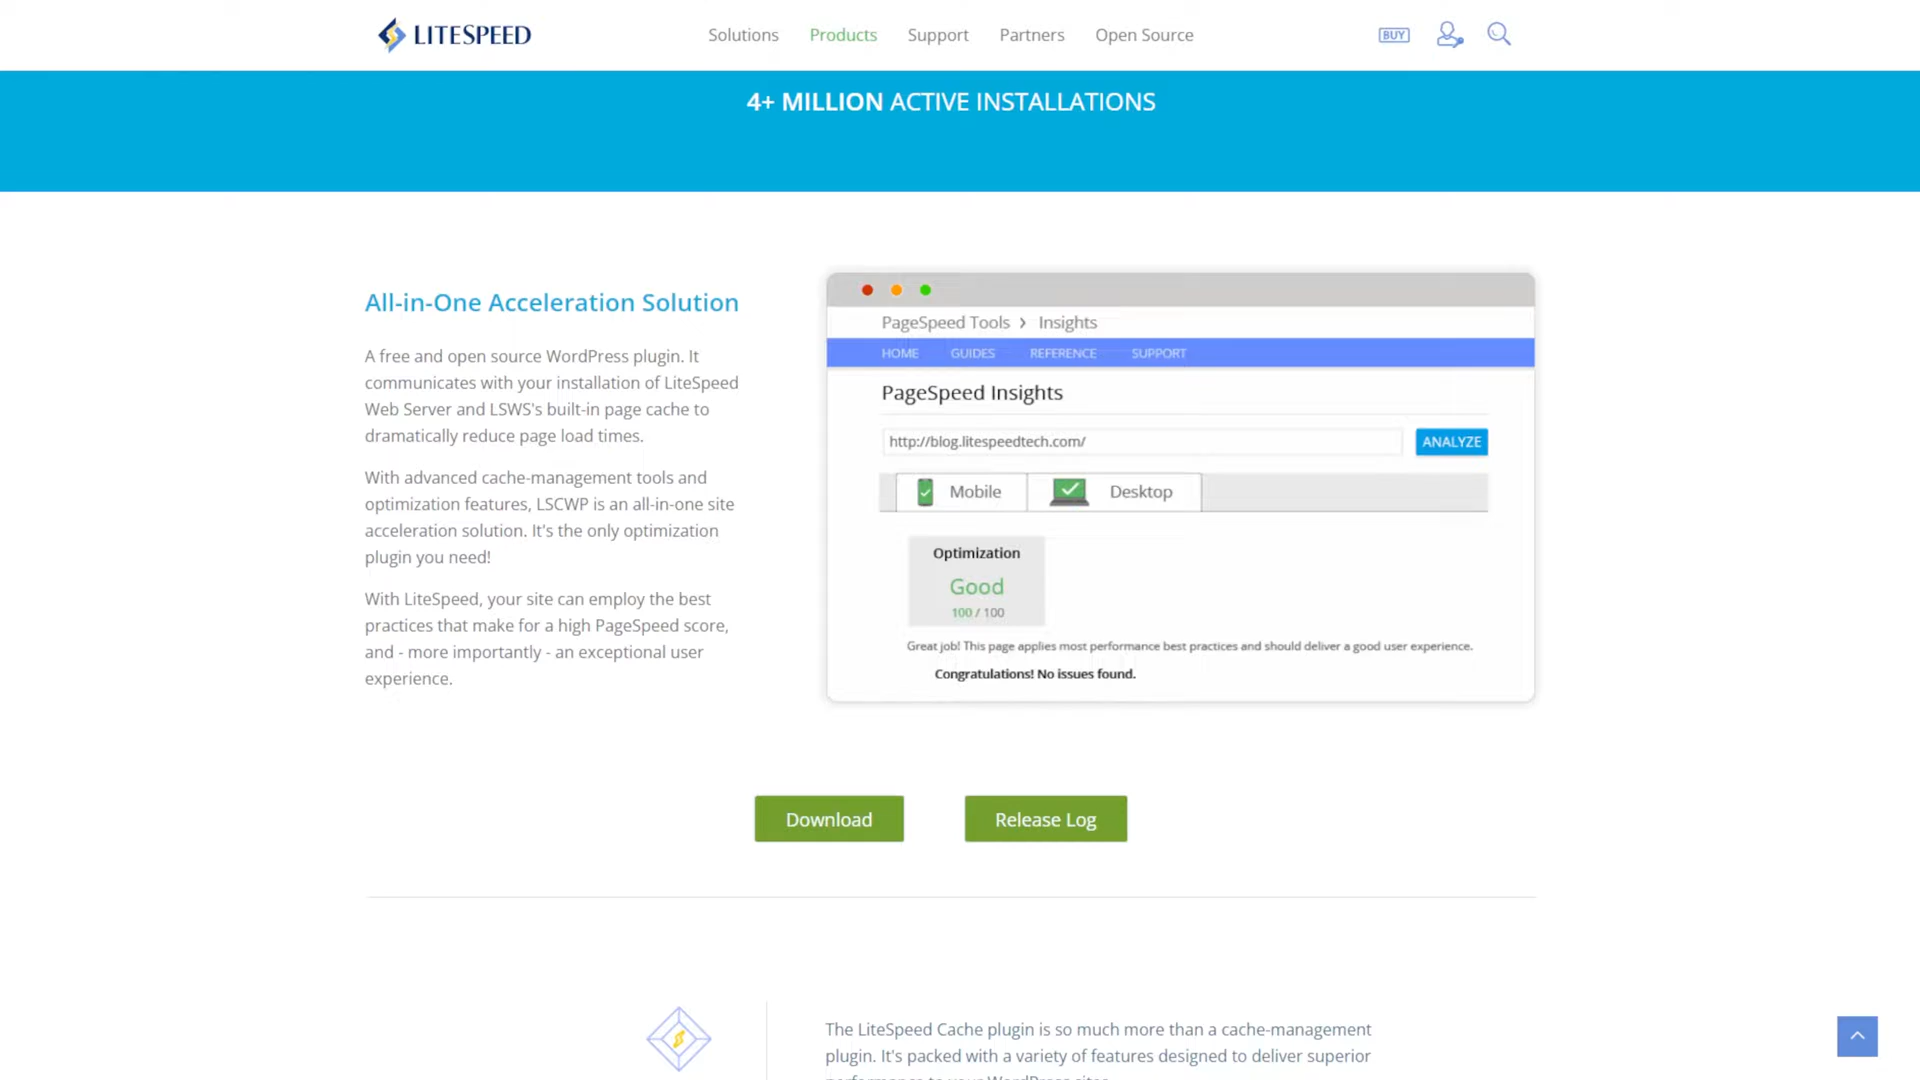 LITESPEED
Solutions
Products
Support
Partners
Open Source
BUY
4+ MILLION ACTIVE INSTALLATIONS
All-in-One Acceleration Solution
A free and open source WordPress plugin. It
communicates with your installation of LiteSpeed
Web Server and LSWS's built-in page cache to
dramatically reduce page load times.
With advanced cache-management tools and
optimization features, LSCWP is an all-in-one site
acceleration solution. It's the only optimization
plugin you need!
With LiteSpeed, your site can employ the best
practices that make for a high PageSpeed score,
and - more importantly - an exceptional user
experience.
PageSpeed Tools > Insights
HOME
GUIDES
REFERENCE
SUPPORT
PageSpeed Insights
http://blog.litespeedtech.com/
ANALYZE
Mobile
Desktop
Optimization
Good
100 / 100
Great job! This page applies most performance best practices and should deliver a good user experience.
Congratulations! No issues found.
Download
Release Log
The LiteSpeed Cache plugin is so much more than a cache-management
plugin. It's packed with a variety of features designed to deliver superior
performance to your WordPress sites.